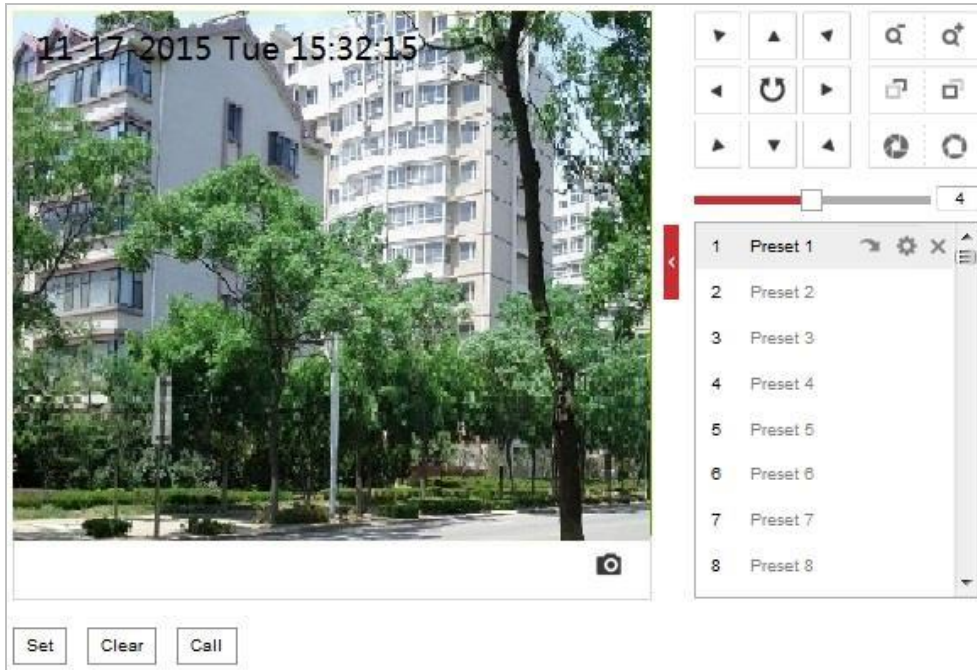 11-17-2015 Tue 15:32:15
4
1 Preset 1
2 Preset 2
3 Preset 3
4 Preset 4
5 Preset 5
6 Preset 6
7 Preset 7
8 Preset 8
Set Clear Call